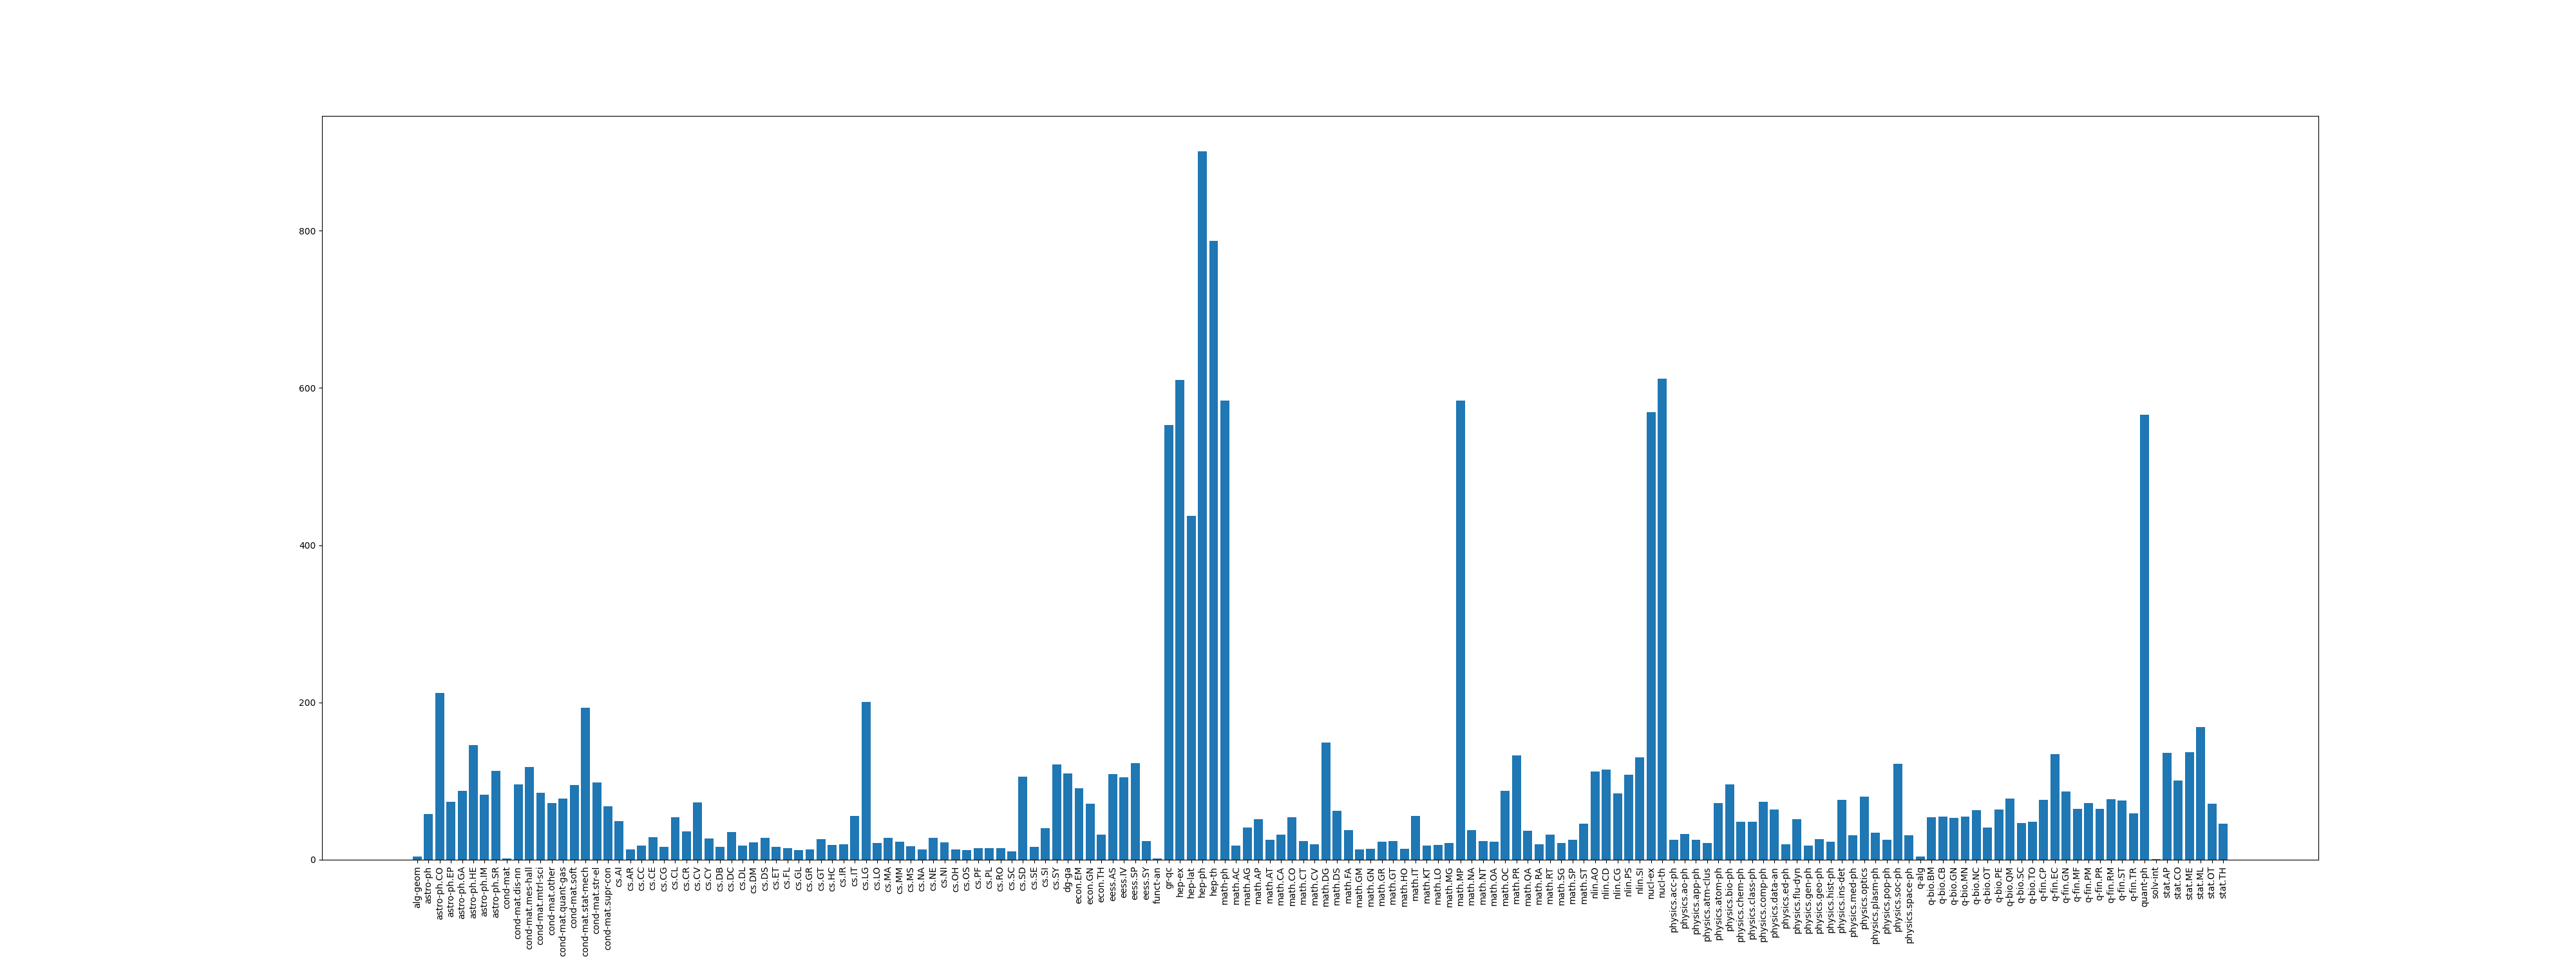 800
600
400
200
0
alg-geom
astro-ph
astro-ph.CO
astro-ph.EP
astro-ph.GA
astro-ph.HE
astro-ph.IM
astro-ph.SR
cond-mat
cond-mat.dis-nn
cond-mat.mes-hall
cond-mat.mtrl-sci
cond-mat.other
cond-mat.quant-gas
cond-mat.soft
cond-mat.stat-mech
cond-mat.str-el
cond-mat.supr-con
cs.AI
cs.AR
cs.CC
cs.CE
cs.CG
cs.CL
cs.CR
cs.CV
cs.CY
cs.DB
cs.DC
cs.DL
cs.DM
cs.DS
cs.ET
cs.FL
cs.GL
cs.GR
cs.GT
cs.HC
cs.IR
cs.IT
cs.LG
cs.LO
cs.MA
cs.MM
cs.MS
cs.NA
cs.NE
cs.NI
cs.OH
cs.OS
cs.PF
cs.PL
cs.RO
cs.SC
cs.SD
cs.SE
cs.SI
cs.SY
dg-ga
econ.EM
econ.GN
econ.TH
eess.AS
eess.IV
eess.SP
eess.SY
funct-an
gr-qc
hep-ex
hep-lat
hep-ph
hep-th
math-ph
math.AC
math.AG
math.AP
math.AT
math.CA
math.CO
math.CT
math.CV
math.DG
math.DS
math.FA
math.GM
math.GN
math.GR
math.GT
math.HO
math.IT
math.KT
math.LO
math.MG
math.MP
math.NA
math.NT
math.OA
math.OC
math.PR
math.QA
math.RA
math.RT
math.SG
math.SP
math.ST
nlin.AO
nlin.CD
nlin.CG
nlin.PS
nlin.SI
nucl-ex
nucl-th
physics.acc-ph
physics.ao-ph
physics.app-ph
physics.atm-clus
physics.atom-ph
physics.bio-ph
physics.chem-ph
physics.class-ph
physics.comp-ph
physics.data-an
physics.ed-ph
physics.flu-dyn
physics.gen-ph
physics.geo-ph
physics.hist-ph
physics.ins-det
physics.med-ph
physics.optics
physics.plasm-ph
physics.pop-ph
physics.soc-ph
physics.space-ph
q-alg
q-bio.BM
q-bio.CB
q-bio.GN
q-bio.MN
q-bio.NC
q-bio.OT
q-bio.PE
q-bio.QM
q-bio.SC
q-bio.TO
q-fin.CP
q-fin.EC
q-fin.GN
q-fin.MF
q-fin.PM
q-fin.PR
q-fin.RM
q-fin.ST
q-fin.TR
quant-ph
solv-int
stat.AP
stat.CO
stat.ME
stat.ML
stat.OT
stat.TH